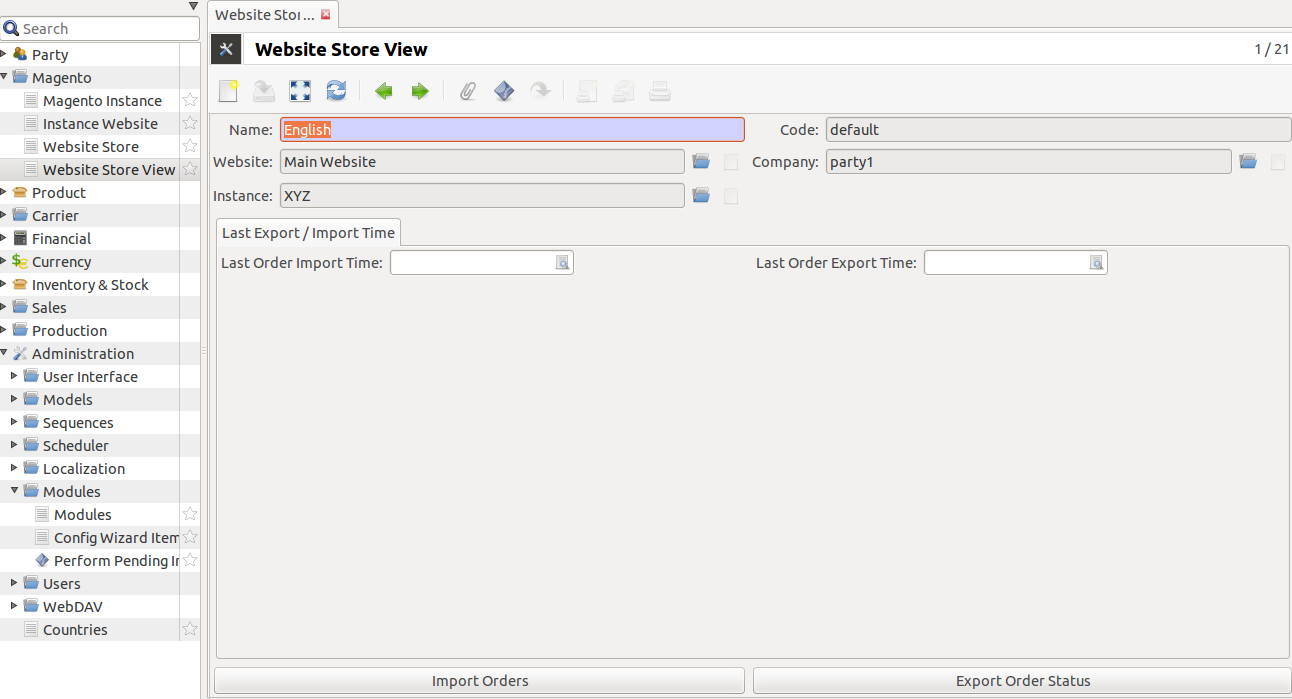 Website Stor...
Search
Website Store View
1 / 21
Party
Magento
Magento Instance
Instance Website
Website Store
Website Store View
Product
Carrier
Financial
Currency
Inventory & Stock
Sales
Production
Administration
User Interface
Models
Sequences
Scheduler
Localization
Modules
Modules
Config Wizard Item
Perform Pending In
Users
WebDAV
Countries
Name: English Code: default
Website: Main Website Company: party1
Instance: XYZ
Last Export / Import Time
Last Order Import Time: Last Order Export Time:
Import Orders Export Order Status